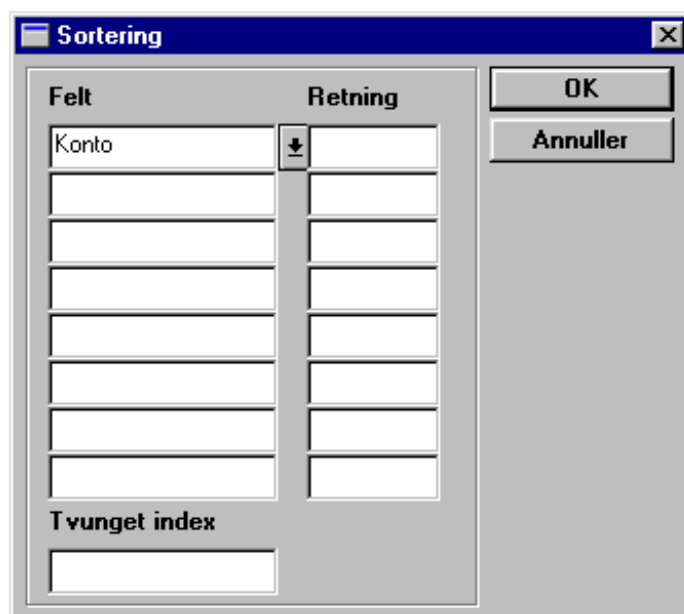 Sortering
Felt Retning
Konto
OK
Annuller
Tvunget index